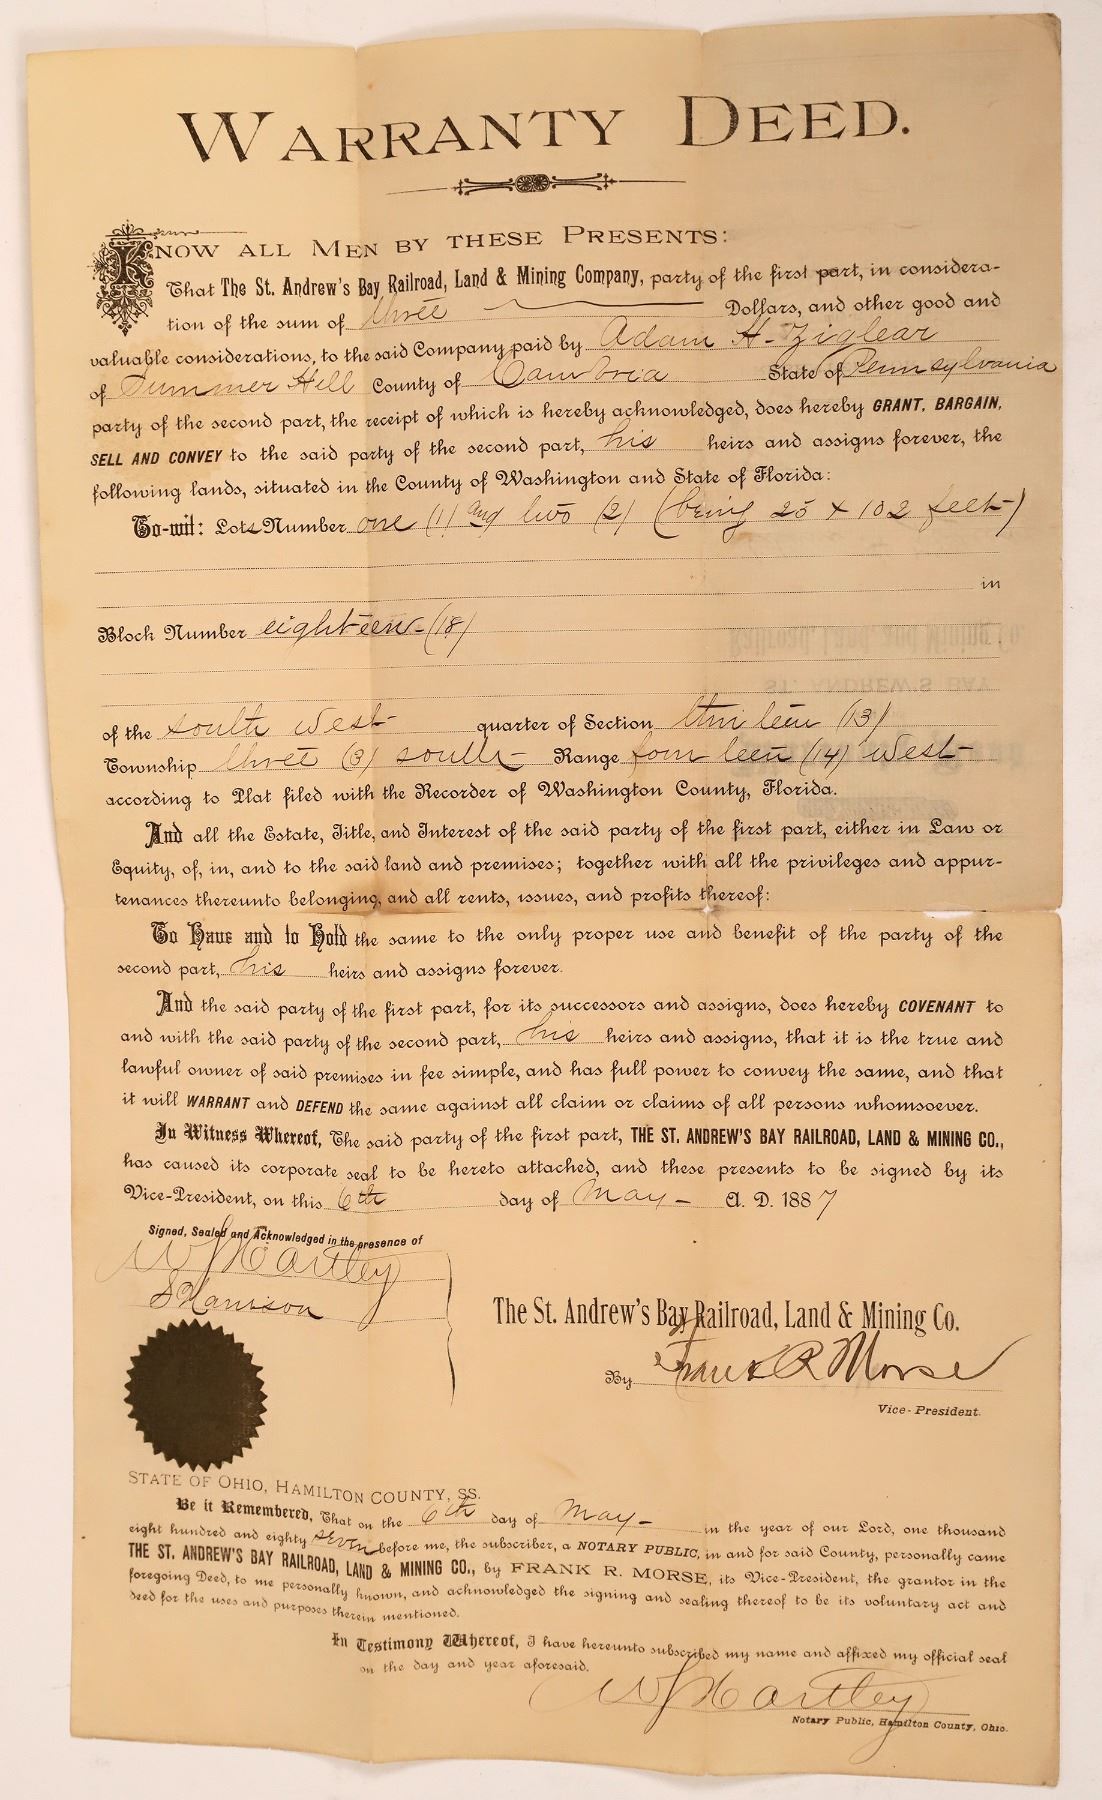 WARRANTY DEED.
KNOW ALL MEN BY THESE PRESENTS:
That The St. Andrew's Bay Railroad, Land & Mining Company, party of the first part, in considera-
tion of the sum of three Dollars, and other good and
valuable considerations, to the said Company paid by Adam H. Ziglear
of Summer Hill County of Cambria State of Pennsylvania
party of the second part, the receipt of which is hereby acknowledged, does hereby GRANT, BARGAIN,
SELL AND CONVEY to the said party of the second part, his heirs and assigns forever, the
following lands, situated in the County of Washington and State of Florida:
To-wit: Lots Number one (1) and two (2) (being 25 x 102 feet)
in
Block Number eighteen (18)
of the south west quarter of Section thirteen (13)
Township three (3) south Range fourteen (14) West
according to Plat filed with the Recorder of Washington County, Florida.
And all the Estate, Title, and Interest of the said party of the first part, either in Law or
Equity, of, in, and to the said land and premises; together with all the privileges and appur-
tenances thereunto belonging, and all rents, issues, and profits thereof:
To Have and to Hold the same to the only proper use and benefit of the party of the
second part, his heirs and assigns forever.
And the said party of the first part, for its successors and assigns, does hereby COVENANT to
and with the said party of the second part, his heirs and assigns, that it is the true and
lawful owner of said premises in fee simple, and has full power to convey the same, and that
it will WARRANT and DEFEND the same against all claim or claims of all persons whomsoever.
In Witness Whereof, The said party of the first part, THE ST. ANDREW'S BAY RAILROAD, LAND & MINING CO.,
has caused its corporate seal to be hereto attached, and these presents to be signed by its
Vice-President, on this 6th day of May A. D. 1887
Signed, Sealed and Acknowledged in the presence of
W J Hartley
S Harrison
The St. Andrew's Bay Railroad, Land & Mining Co.
By Frank R Morse
Vice-President.
STATE OF OHIO, HAMILTON COUNTY, SS.
Be it Remembered, That on the 6th day of May in the year of our Lord, one thousand
eight hundred and eighty seven before me, the subscriber, a NOTARY PUBLIC, in and for said County, personally came
THE ST. ANDREW'S BAY RAILROAD, LAND & MINING CO., by FRANK R. MORSE, its Vice-President, the grantor in the
foregoing Deed, to me personally known, and acknowledged the signing and sealing thereof to be its voluntary act and
deed for the uses and purposes therein mentioned.
In Testimony Whereof, I have hereunto subscribed my name and affixed my official seal
on the day and year aforesaid.
W J Hartley
Notary Public, Hamilton County, Ohio.